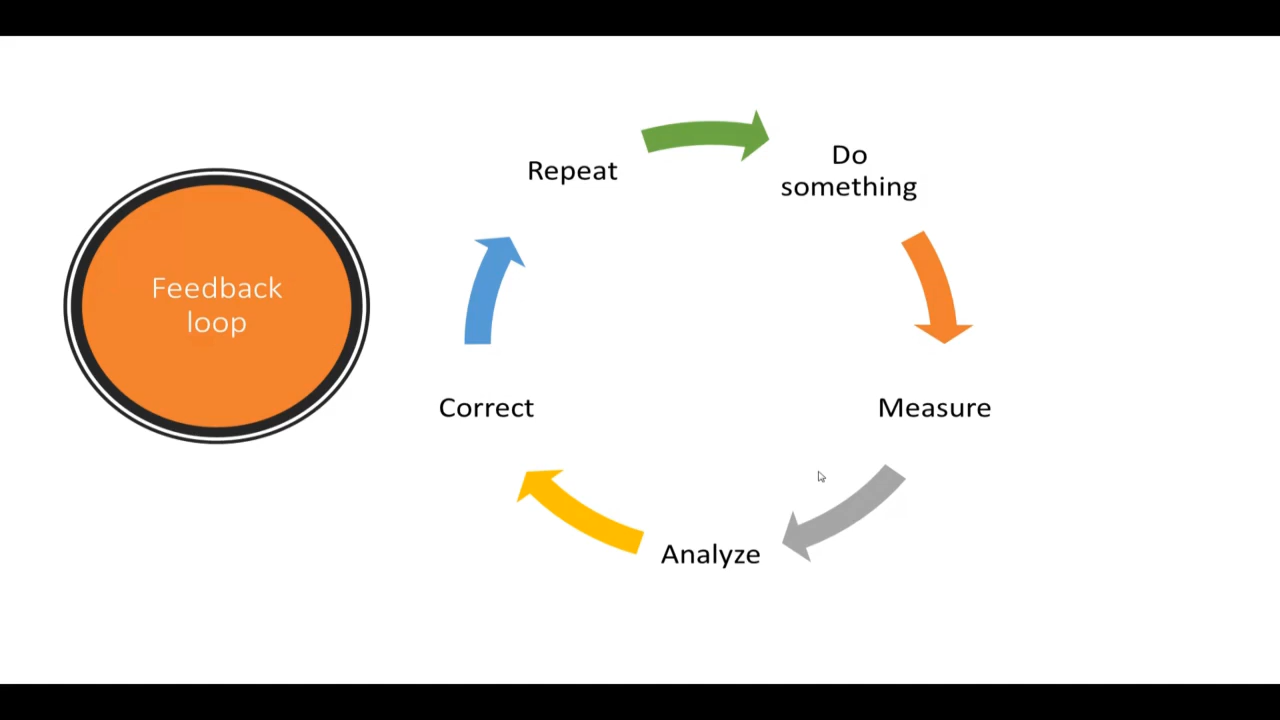 Feedback
loop
Repeat
Do
something
Measure
Analyze
Correct